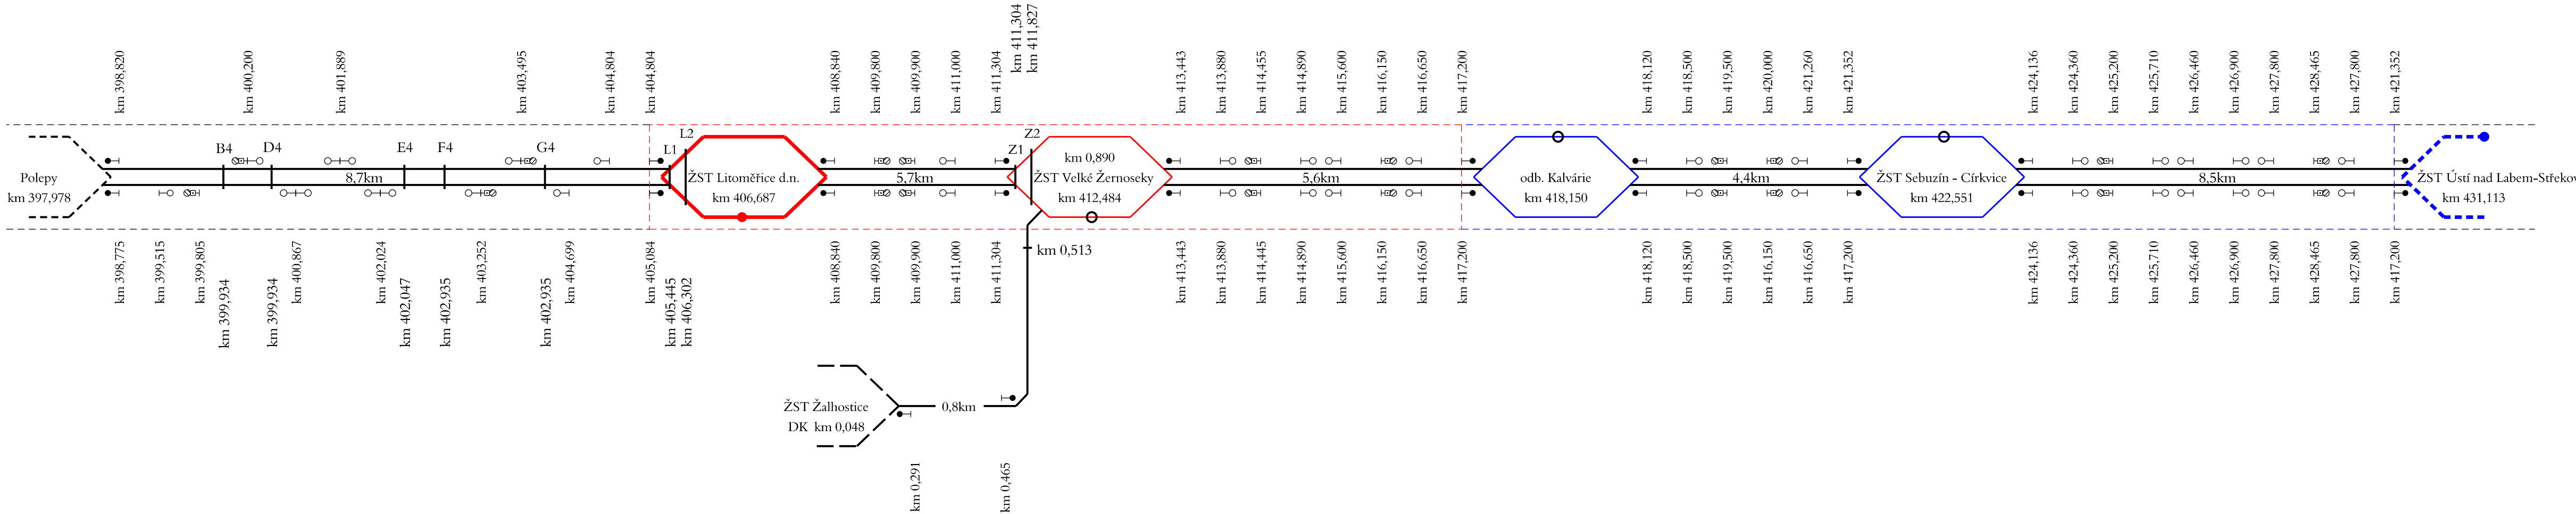 km 411,304
km 411,827
km 398,820
km 400,200
km 401,889
km 403,495
km 404,804
km 404,804
km 408,840
km 409,800
km 409,900
km 411,000
km 411,304
km 413,443
km 413,880
km 414,455
km 414,890
km 415,600
km 416,150
km 416,650
km 417,200
km 418,120
km 418,500
km 419,500
km 420,000
km 421,260
km 421,352
km 424,136
km 424,360
km 425,200
km 425,710
km 426,460
km 426,900
km 427,800
km 428,465
km 427,800
km 421,352
B4
D4
E4
F4
G4
L1
L2
Z1
Z2
Polepy
km 397,978
8,7km
ŽST Litoměřice d.n.
km 406,687
5,7km
km 0,890
ŽST Velké Žernoseky
km 412,484
5,6km
odb. Kalvárie
km 418,150
4,4km
ŽST Sebuzín - Církvice
km 422,551
8,5km
ŽST Ústí nad Labem-Střekov
km 431,113
km 398,775
km 399,515
km 399,805
km 399,934
km 399,934
km 400,867
km 402,024
km 402,047
km 402,935
km 403,252
km 402,935
km 404,699
km 405,084
km 405,445
km 406,302
km 408,840
km 409,800
km 409,900
km 411,000
km 411,304
km 0,513
km 413,443
km 413,880
km 414,445
km 414,890
km 415,600
km 416,150
km 416,650
km 417,200
km 418,120
km 418,500
km 419,500
km 416,150
km 416,650
km 417,200
km 424,136
km 424,360
km 425,200
km 425,710
km 426,460
km 426,900
km 427,800
km 428,465
km 427,800
km 417,200
ŽST Žalhostice
DK km 0,048
0,8km
km 0,291
km 0,465